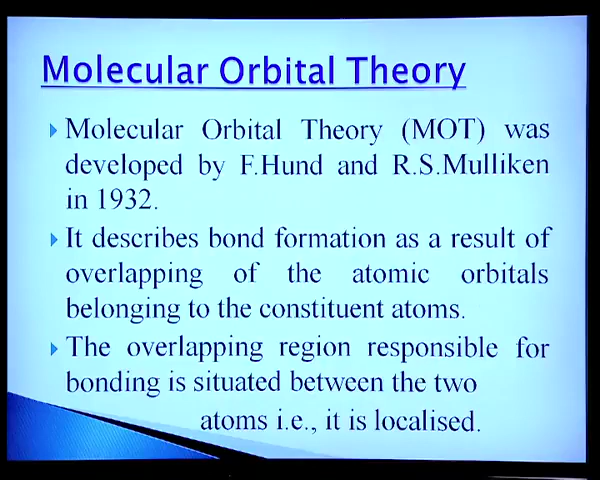 Molecular Orbital Theory
Molecular Orbital Theory (MOT) was
developed by F.Hund and R.S.Mulliken
in 1932.
It describes bond formation as a result of
overlapping of the atomic orbitals
belonging to the constituent atoms.
The overlapping region responsible for
bonding is situated between the two
atoms i.e., it is localised.